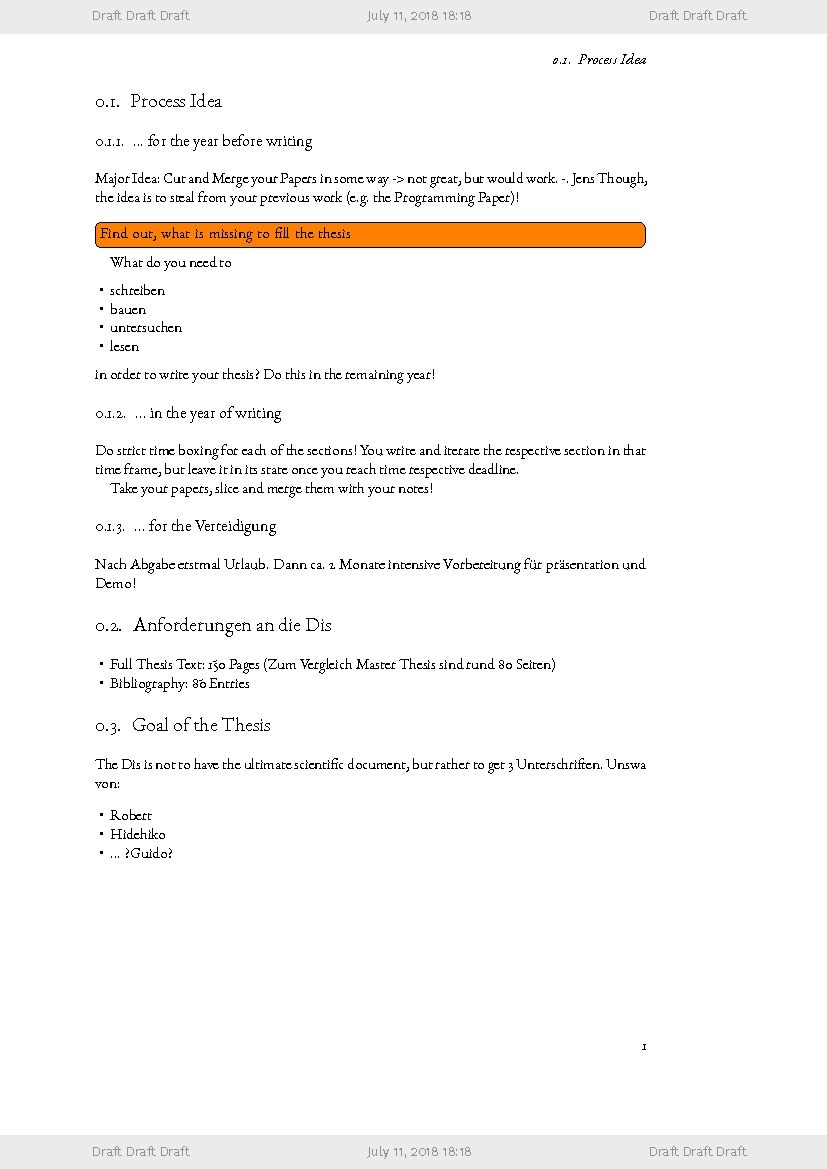 Draft Draft Draft July 11, 2018 18:18 Draft Draft Draft
0.1. Process Idea
0.1. Process Idea
0.1.1. ... for the year before writing
Major Idea: Cut and Merge your Papers in some way -> not great, but would work. -. Jens Though,
the idea is to steal from your previous work (e.g. the Programming Paper)!
Find out, what is missing to fill the thesis
What do you need to
• schreiben
• bauen
• untersuchen
• lesen
in order to write your thesis? Do this in the remaining year!
0.1.2. ... in the year of writing
Do strict time boxing for each of the sections! You write and iterate the respective section in that
time frame, but leave it in its state once you reach time respective deadline.
Take your papers, slice and merge them with your notes!
0.1.3. ... for the Verteidigung
Nach Abgabe erstmal Urlaub. Dann ca. 2 Monate intensive Vorbereitung für präsentation und
Demo!
0.2. Anforderungen an die Dis
• Full Thesis Text: 150 Pages (Zum Vergleich Master Thesis sind rund 80 Seiten)
• Bibliography: 80 Entries
0.3. Goal of the Thesis
The Dis is not to have the ultimate scientific document, but rather to get 3 Unterschriften. Unswa
von:
• Robert
• Hidehiko
• ... ?Guido?
1
Draft Draft Draft July 11, 2018 18:18 Draft Draft Draft